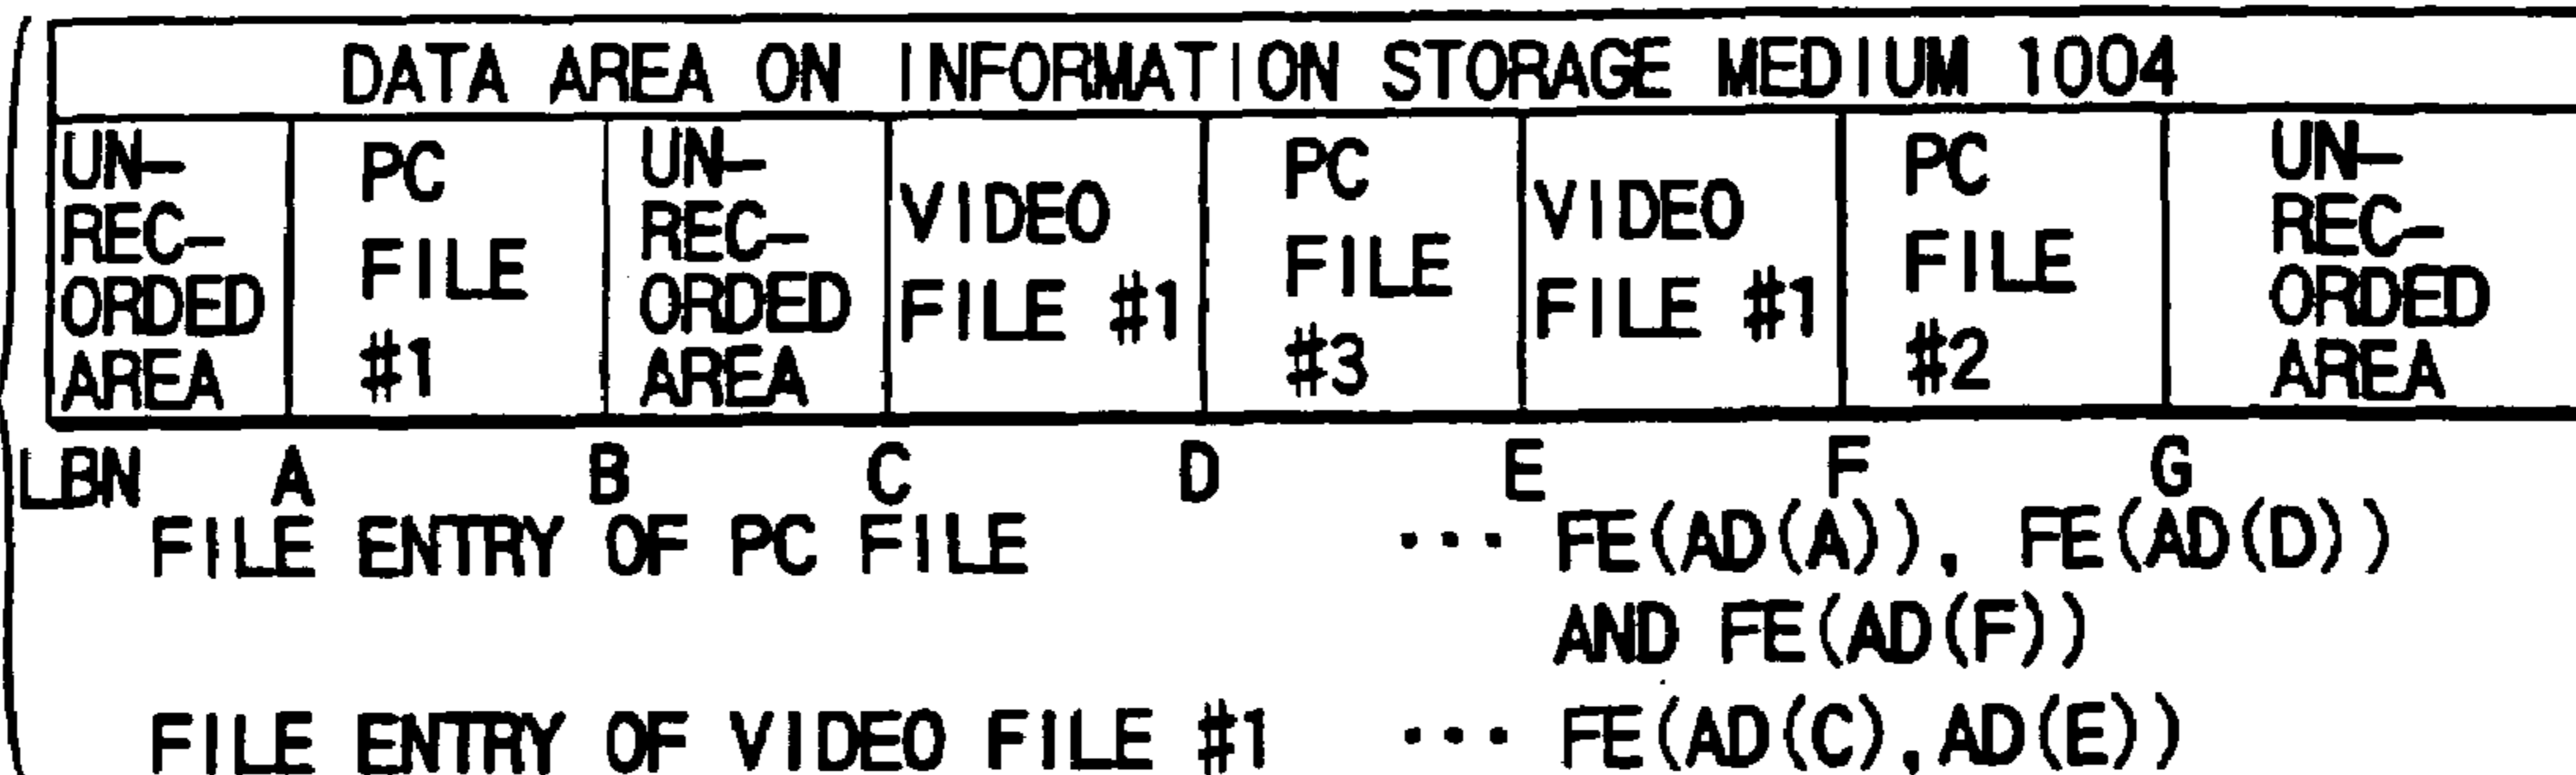 DATA AREA ON INFORMATION STORAGE MEDIUM 1004
UN-
REC-
ORDED
AREA
PC
FILE
#1
UN-
REC-
ORDED
AREA
VIDEO
FILE #1
PC
FILE
#3
VIDEO
FILE #1
PC
FILE
#2
UN-
REC-
ORDED
AREA
LBN A B C D E F G
FILE ENTRY OF PC FILE ··· FE(AD(A)), FE(AD(D))
AND FE(AD(F))
FILE ENTRY OF VIDEO FILE #1 ··· FE(AD(C),AD(E))